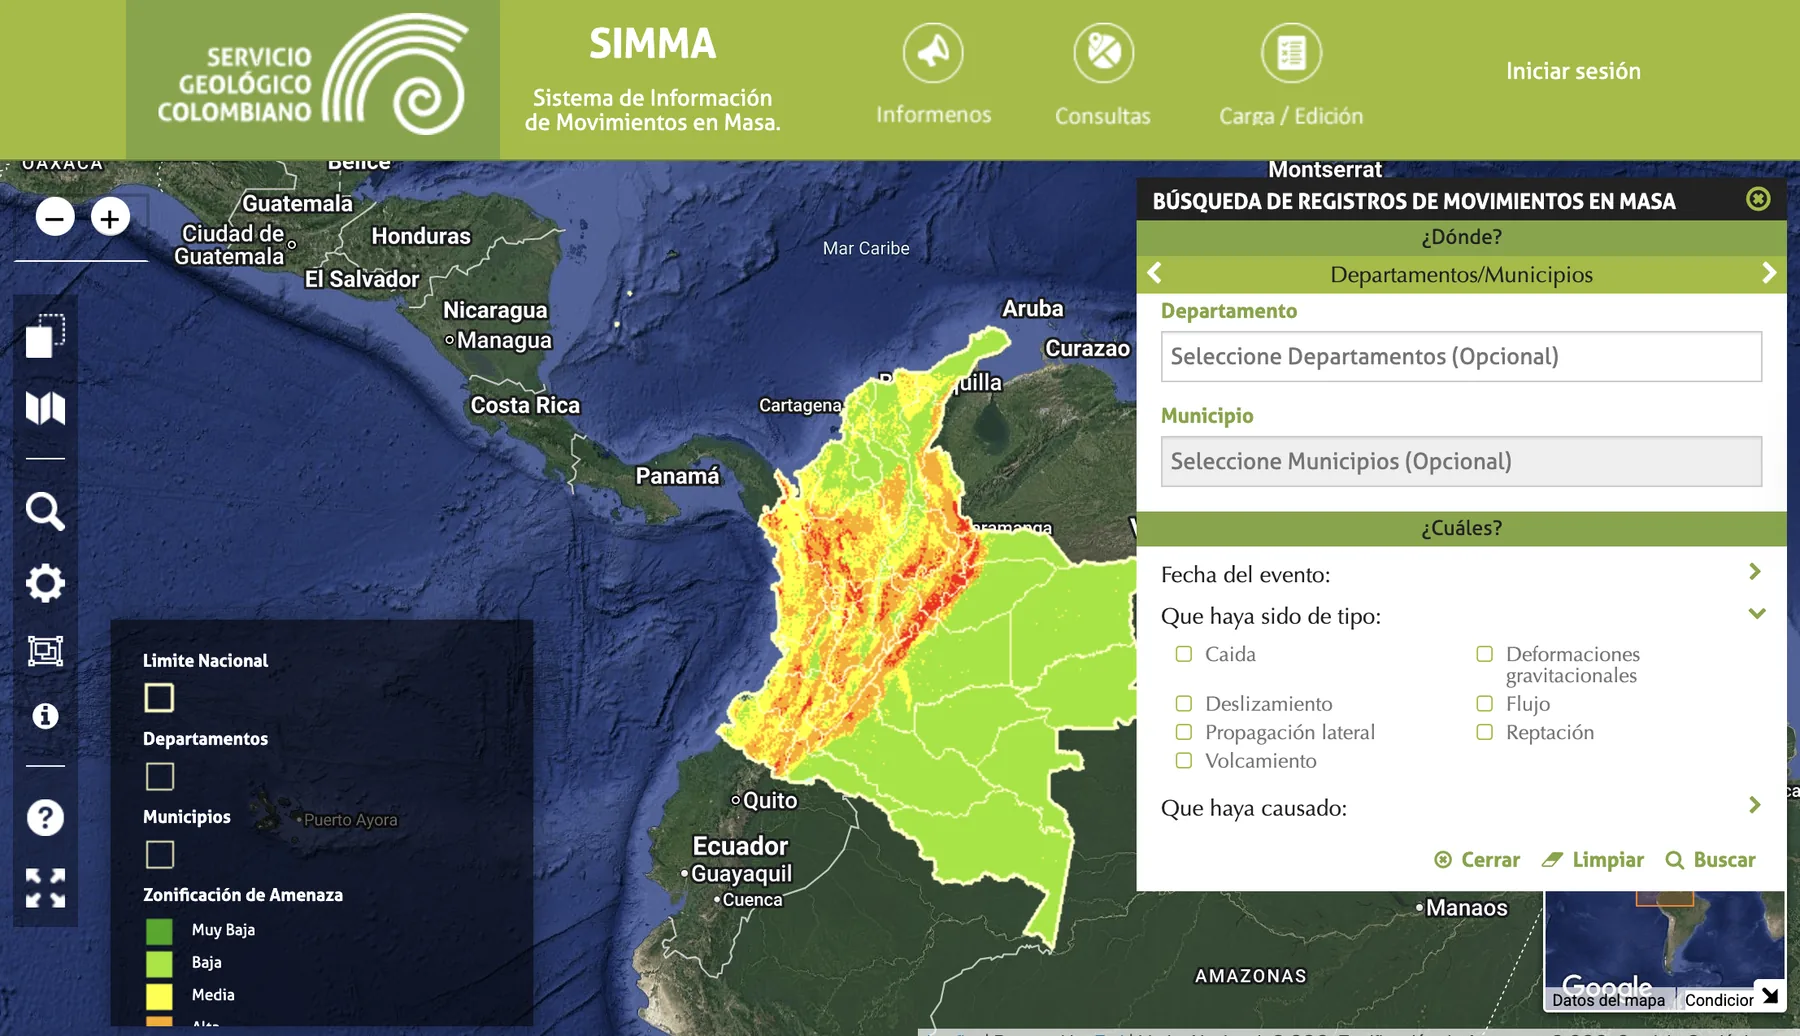 SERVICIO
GEOLÓGICO
COLOMBIANO
SIMMA
Sistema de Información
de Movimientos en Masa.
Informenos
Consultas
Carga / Edición
Iniciar sesión
OAXACA
Belice
Montserrat
Guatemala
Ciudad de
Guatemala
Honduras
El Salvador
Mar Caribe
Nicaragua
Managua
Aruba
Curazao
Costa Rica
Cartagena
Panamá
BÚSQUEDA DE REGISTROS DE MOVIMIENTOS EN MASA
¿Dónde?
Departamentos/Municipios
Departamento
Seleccione Departamentos (Opcional)
Municipio
Seleccione Municipios (Opcional)
¿Cuáles?
Fecha del evento:
Que haya sido de tipo:
Caida
Deformaciones
gravitacionales
Deslizamiento
Flujo
Propagación lateral
Reptación
Volcamiento
Que haya causado:
Cerrar
Limpiar
Buscar
Limite Nacional
Departamentos
Municipios
Puerto Ayora
Zonificación de Amenaza
Muy Baja
Baja
Media
Quito
Ecuador
Guayaquil
Cuenca
Manaos
AMAZONAS
Google
Datos del mapa
Condicior